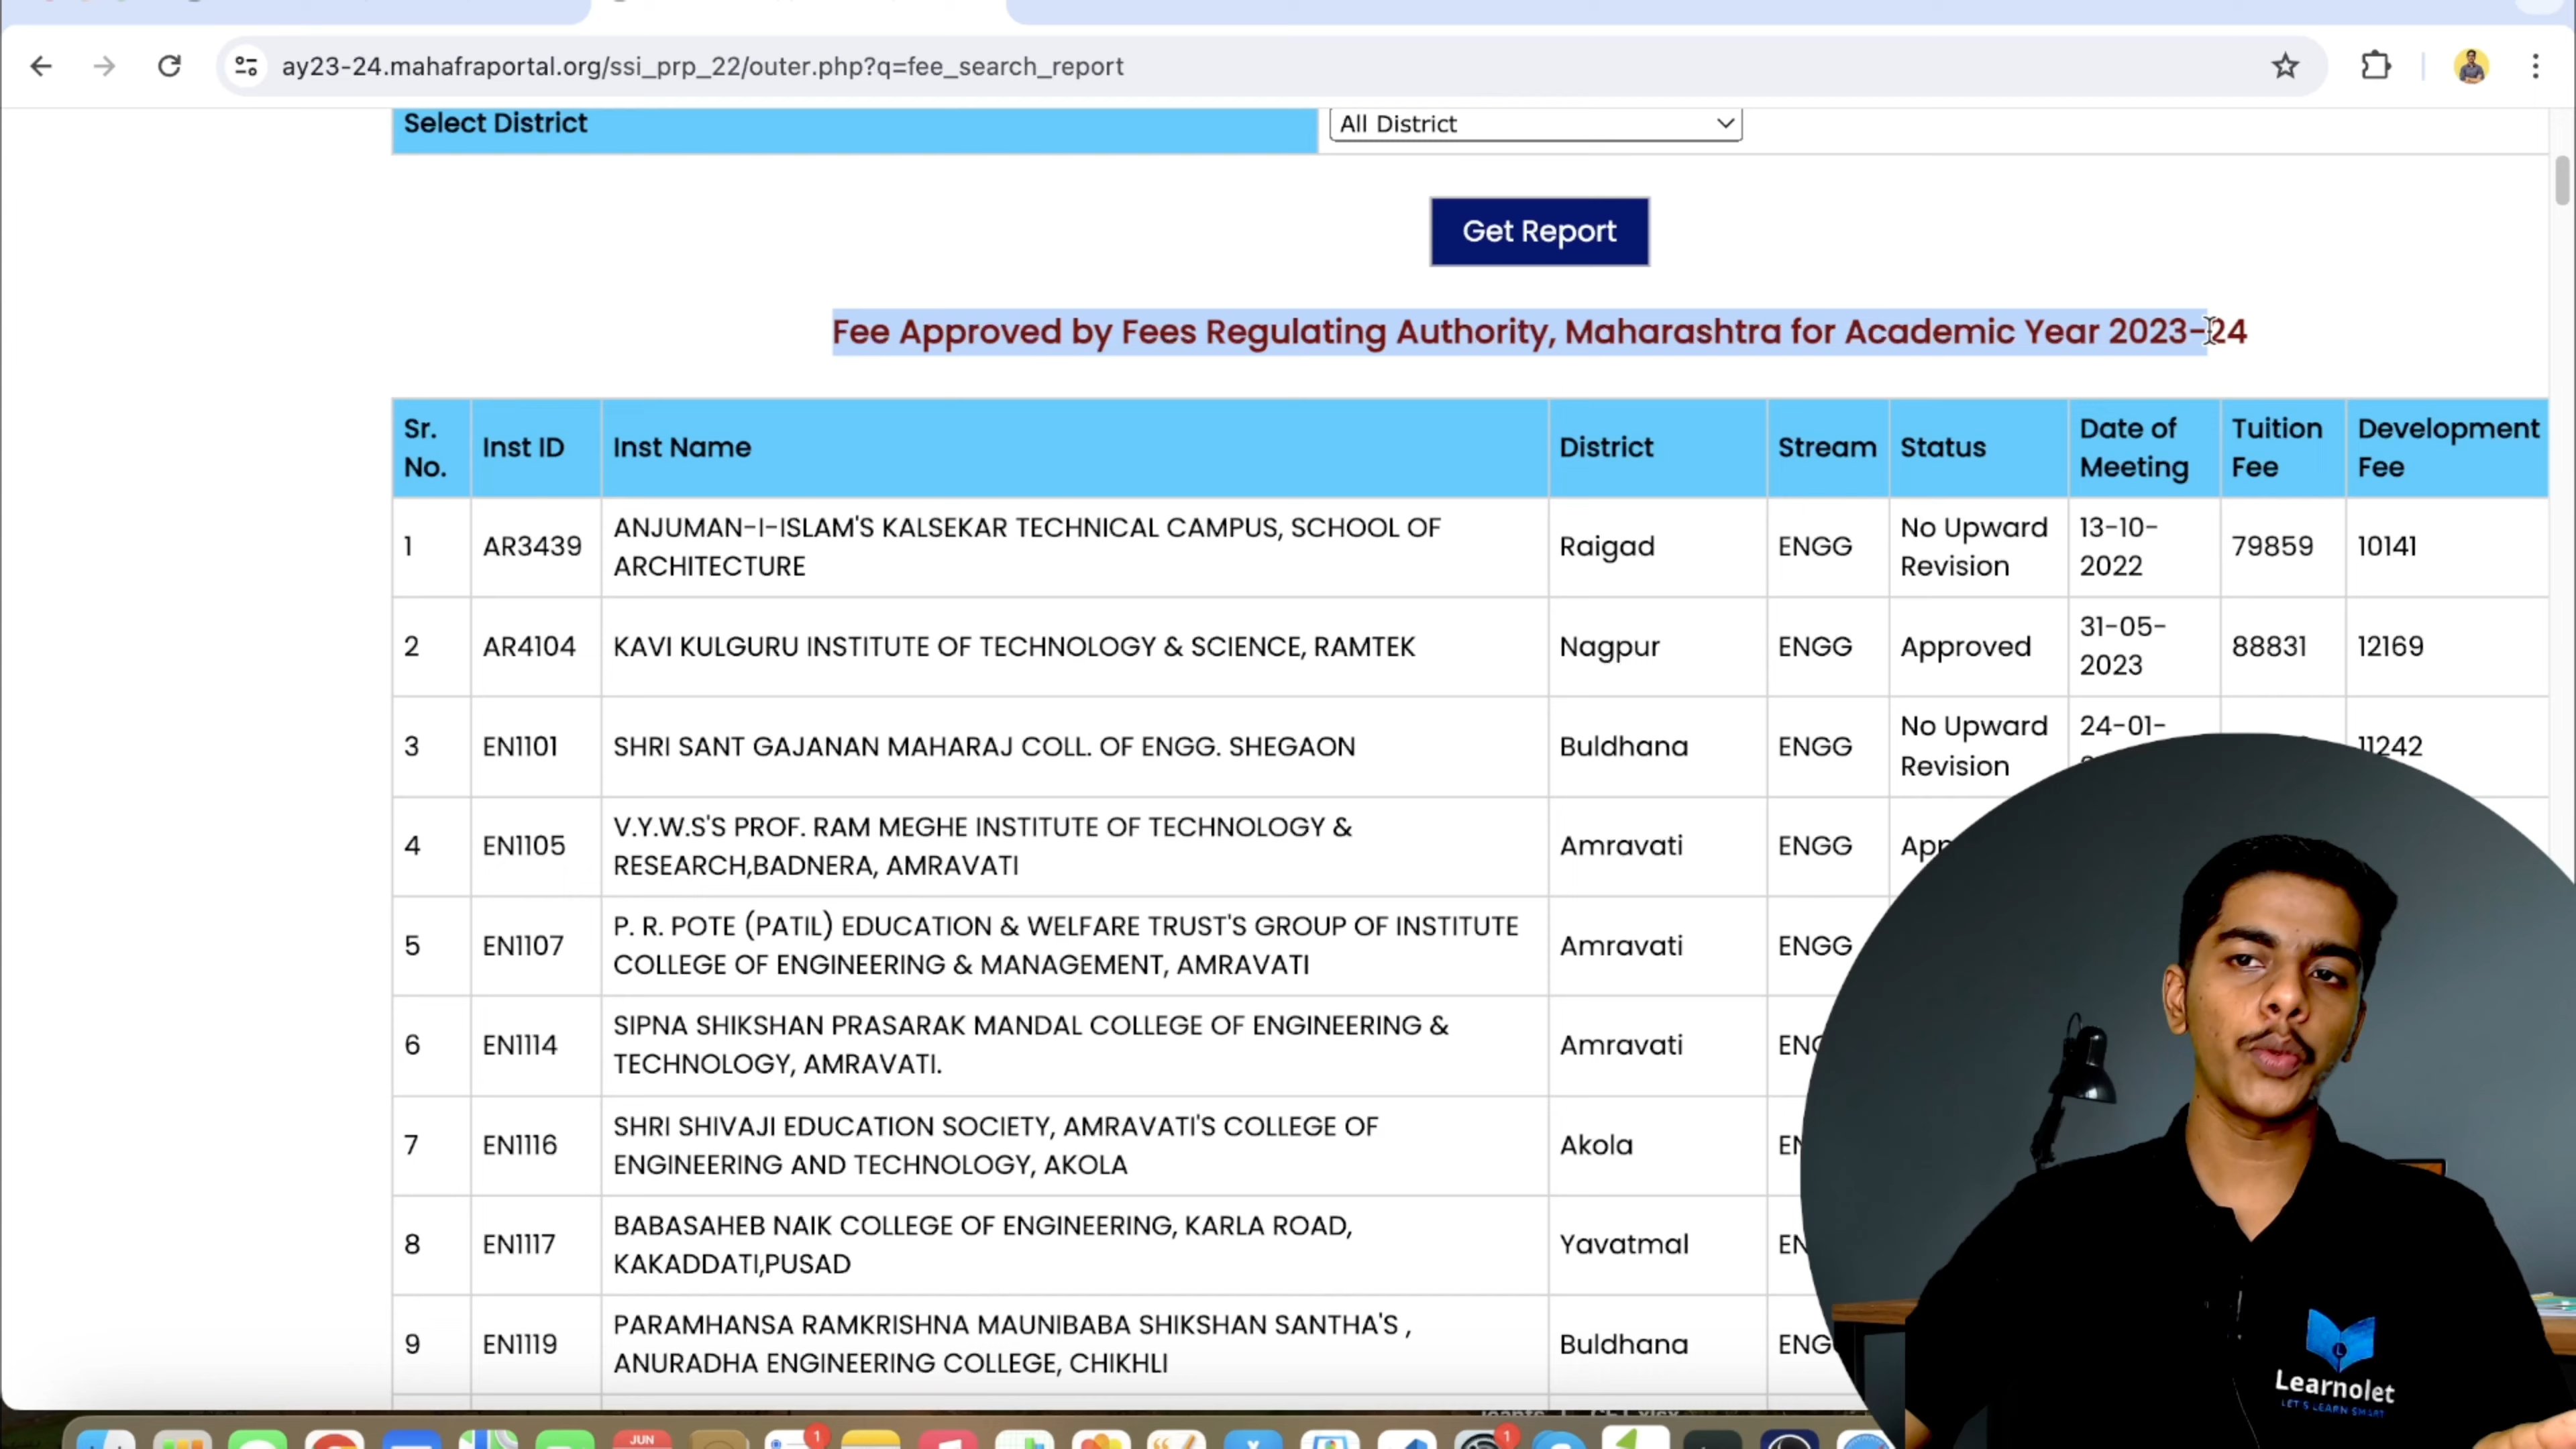 ay23-24.mahafraportal.org/ssi_prp_22/outer.php?q=fee_search_report
Select District
All District
Get Report
Fee Approved by Fees Regulating Authority, Maharashtra for Academic Year 2023-24
Sr. No. Inst ID Inst Name District Stream Status Date of Meeting Tuition Fee Development Fee
1 AR3439 ANJUMAN-I-ISLAM'S KALSEKAR TECHNICAL CAMPUS, SCHOOL OF ARCHITECTURE Raigad ENGG No Upward Revision 13-10-2022 79859 10141
2 AR4104 KAVI KULGURU INSTITUTE OF TECHNOLOGY & SCIENCE, RAMTEK Nagpur ENGG Approved 31-05-2023 88831 12169
3 EN1101 SHRI SANT GAJANAN MAHARAJ COLL. OF ENGG. SHEGAON Buldhana ENGG No Upward Revision 24-01- 11242
4 EN1105 V.Y.W.S'S PROF. RAM MEGHE INSTITUTE OF TECHNOLOGY & RESEARCH,BADNERA, AMRAVATI Amravati ENGG
5 EN1107 P. R. POTE (PATIL) EDUCATION & WELFARE TRUST'S GROUP OF INSTITUTE COLLEGE OF ENGINEERING & MANAGEMENT, AMRAVATI Amravati ENGG
6 EN1114 SIPNA SHIKSHAN PRASARAK MANDAL COLLEGE OF ENGINEERING & TECHNOLOGY, AMRAVATI. Amravati
7 EN1116 SHRI SHIVAJI EDUCATION SOCIETY, AMRAVATI'S COLLEGE OF ENGINEERING AND TECHNOLOGY, AKOLA Akola
8 EN1117 BABASAHEB NAIK COLLEGE OF ENGINEERING, KARLA ROAD, KAKADDATI,PUSAD Yavatmal
9 EN1119 PARAMHANSA RAMKRISHNA MAUNIBABA SHIKSHAN SANTHA'S , ANURADHA ENGINEERING COLLEGE, CHIKHLI Buldhana
Learnolet
LET'S LEARN SMART
JUN
1
1